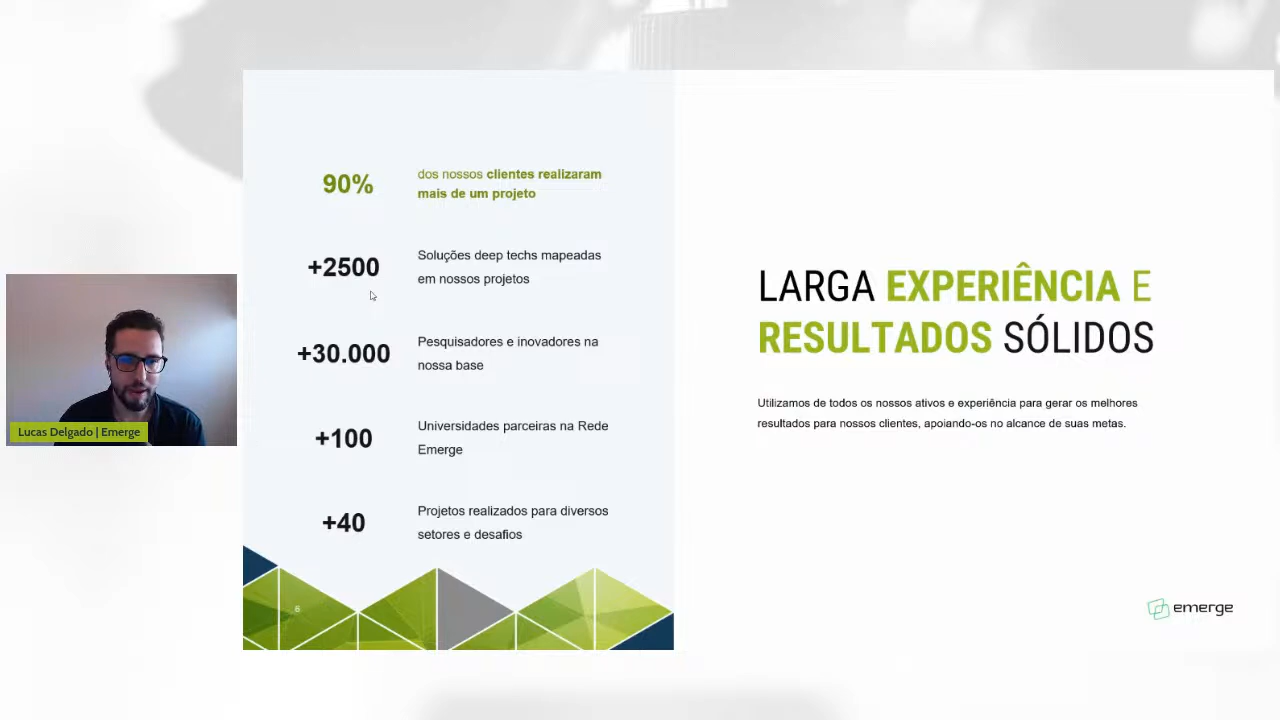 90%
dos nossos clientes realizaram
mais de um projeto
+2500
Soluções deep techs mapeadas
em nossos projetos
+30.000
Pesquisadores e inovadores na
nossa base
+100
Universidades parceiras na Rede
Emerge
+40
Projetos realizados para diversos
setores e desafios
6
LARGA EXPERIÊNCIA E
RESULTADOS SÓLIDOS
Utilizamos de todos os nossos ativos e experiência para gerar os melhores
resultados para nossos clientes, apoiando-os no alcance de suas metas.
emerge
Lucas Delgado | Emerge